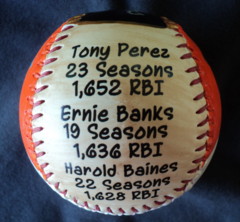 Tony Perez
23 Seasons
1,652 RBI
Ernie Banks
19 Seasons
1,636 RBI
Harold Baines
22 Seasons
1,628 RBI